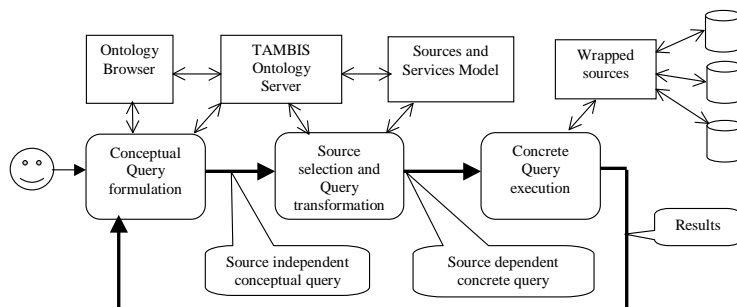 Ontology
Browser
TAMBIS
Ontology
Server
Sources and
Services Model
Wrapped
sources
Conceptual
Query
formulation
Source
selection and
Query
transformation
Concrete
Query
execution
Source independent
conceptual query
Source dependent
concrete query
Results